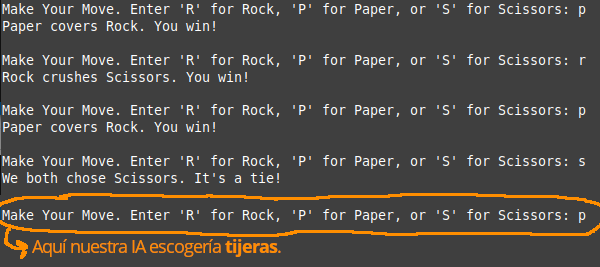 Make Your Move. Enter 'R' for Rock, 'P' for Paper, or 'S' for Scissors: p
Paper covers Rock. You win!
Make Your Move. Enter 'R' for Rock, 'P' for Paper, or 'S' for Scissors: r
Rock crushes Scissors. You win!
Make Your Move. Enter 'R' for Rock, 'P' for Paper, or 'S' for Scissors: p
Paper covers Rock. You win!
Make Your Move. Enter 'R' for Rock, 'P' for Paper, or 'S' for Scissors: s
We both chose Scissors. It's a tie!
Make Your Move. Enter 'R' for Rock, 'P' for Paper, or 'S' for Scissors: p
Aquí nuestra IA escogería tijeras.